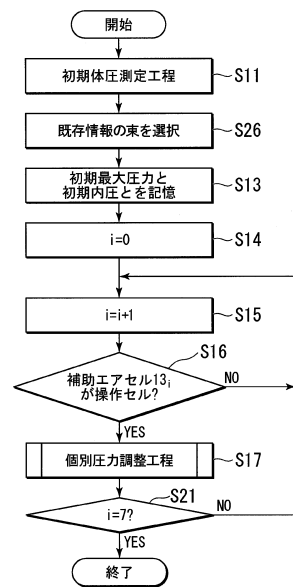 開始
初期体圧測定工程
S11
既存情報の束を選択
S26
初期最大圧力と
初期内圧とを記憶
S13
i=0
S14
i=i+1
S15
S16
補助エアセル13i
が操作セル?
NO
YES
個別圧力調整工程
S17
S21
i=7?
NO
YES
終了